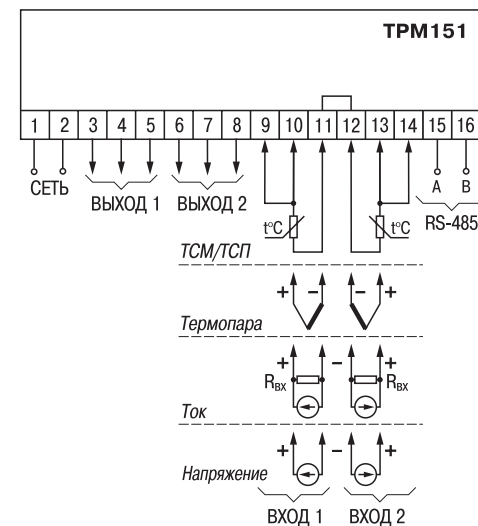 ТРМ151
1 2 3 4 5 6 7 8 9 10 11 12 13 14 15 16
СЕТЬ ВЫХОД 1 ВЫХОД 2 A B
RS-485
t°C t°C
ТСМ/ТСП
+ – – +
Термопара
+ – +
Rвх Rвх
Ток
+ – +
Напряжение
ВХОД 1 ВХОД 2